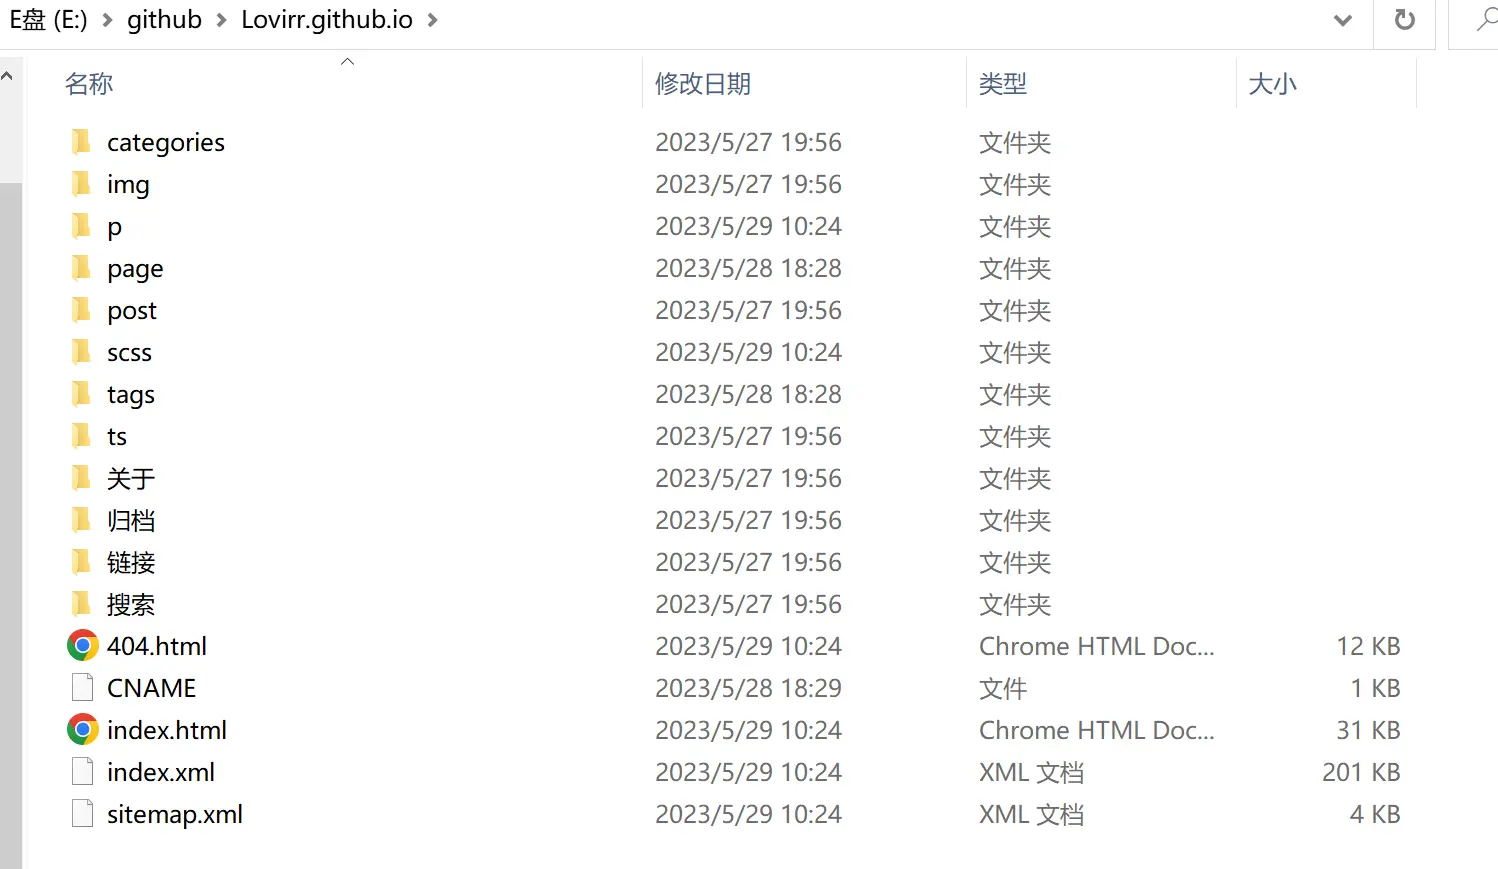 E盘 (E:) > github > Lovirr.github.io >
名称 修改日期 类型 大小
categories 2023/5/27 19:56 文件夹
img 2023/5/27 19:56 文件夹
p 2023/5/29 10:24 文件夹
page 2023/5/28 18:28 文件夹
post 2023/5/27 19:56 文件夹
scss 2023/5/29 10:24 文件夹
tags 2023/5/28 18:28 文件夹
ts 2023/5/27 19:56 文件夹
关于 2023/5/27 19:56 文件夹
归档 2023/5/27 19:56 文件夹
链接 2023/5/27 19:56 文件夹
搜索 2023/5/27 19:56 文件夹
404.html 2023/5/29 10:24 Chrome HTML Doc... 12 KB
CNAME 2023/5/28 18:29 文件 1 KB
index.html 2023/5/29 10:24 Chrome HTML Doc... 31 KB
index.xml 2023/5/29 10:24 XML 文档 201 KB
sitemap.xml 2023/5/29 10:24 XML 文档 4 KB